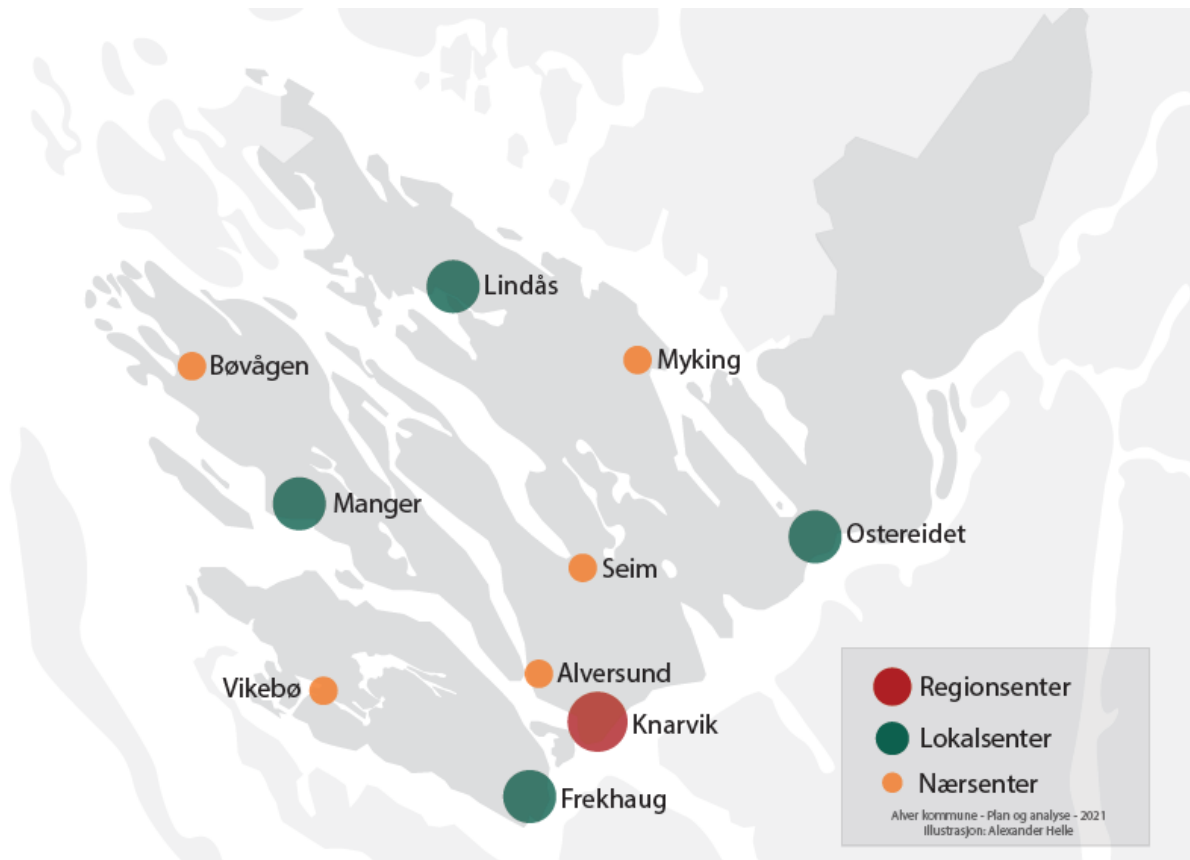 Lindås
Myking
Bøvågen
Manger
Ostereidet
Seim
Alversund
Vikebø
Knarvik
Frekhaug
Regionsenter
Lokalsenter
Nærsenter
Alver kommune - Plan og analyse - 2021
Illustrasjon: Alexander Helle